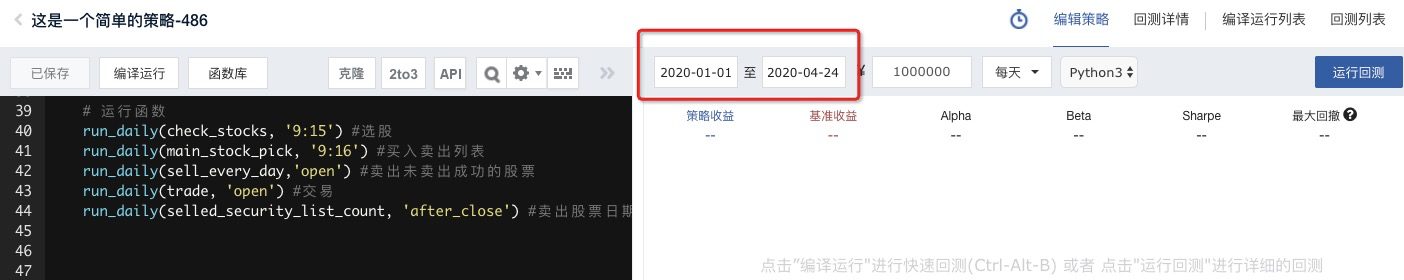 这是一个简单的策略-486
编辑策略 回测详情 编译运行列表 回测列表
已保存 编译运行 函数库 克隆 2to3 API 2020-01-01 至 2020-04-24 ¥ 1000000 每天 Python3 运行回测
39 # 运行函数
40 run_daily(check_stocks, '9:15') #选股
41 run_daily(main_stock_pick, '9:16') #买入卖出列表
42 run_daily(sell_every_day,'open') #卖出未卖出成功的股票
43 run_daily(trade, 'open') #交易
44 run_daily(selled_security_list_count, 'after_close') #卖出股票日期
45
46
47
策略收益 基准收益 Alpha Beta Sharpe 最大回撤
-- -- -- -- -- --
点击"编译运行"进行快速回测(Ctrl-Alt-B) 或者 点击"运行回测"进行详细的回测